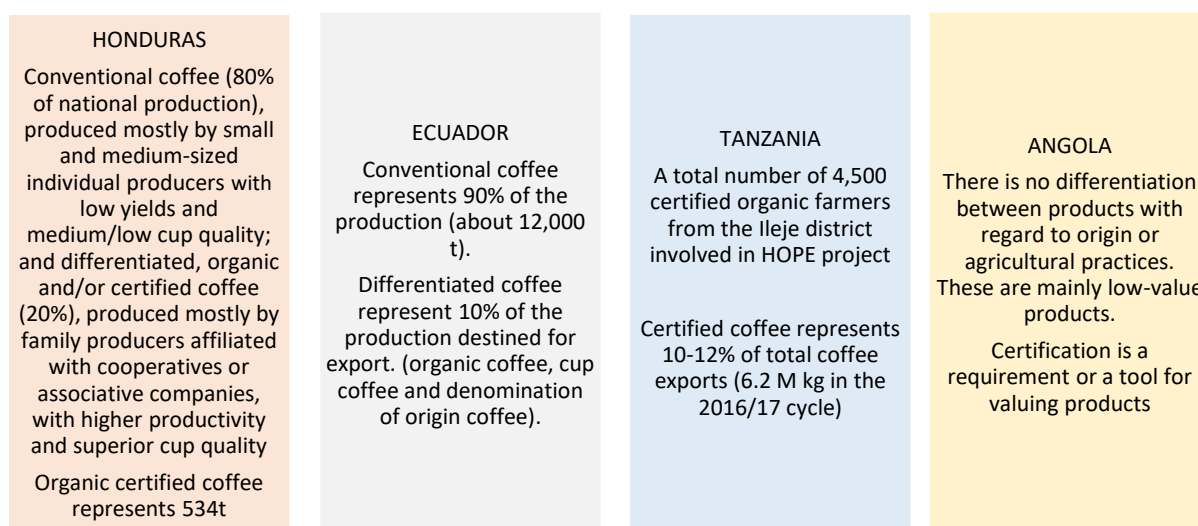 HONDURAS
Conventional coffee (80%
of national production),
produced mostly by small
and medium-sized
individual producers with
low yields and
medium/low cup quality;
and differentiated, organic
and/or certified coffee
(20%), produced mostly by
family producers affiliated
with cooperatives or
associative companies,
with higher productivity
and superior cup quality
Organic certified coffee
represents 534t
ECUADOR
Conventional coffee
represents 90% of the
production (about 12,000
t).
Differentiated coffee
represent 10% of the
production destined for
export. (organic coffee, cup
coffee and denomination
of origin coffee).
TANZANIA
A total number of 4,500
certified organic farmers
from the Ileje district
involved in HOPE project
Certified coffee represents
10-12% of total coffee
exports (6.2 M kg in the
2016/17 cycle)
ANGOLA
There is no differentiation
between products with
regard to origin or
agricultural practices.
These are mainly low-value
products.
Certification is a
requirement or a tool for
valuing products